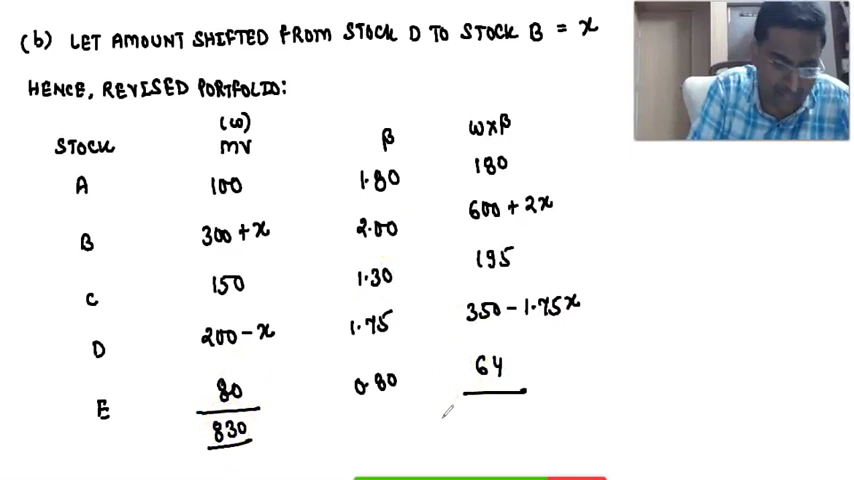 (b) LET AMOUNT SHIFTED FROM STOCK D TO STOCK B = x
HENCE, REVISED PORTFOLIO:
STOCK (w) MV β w×β
A 100 1.80 180
B 300 + x 2.00 600 + 2x
C 150 1.30 195
D 200 - x 1.75 350 - 1.75x
E 80 0.80 64
830